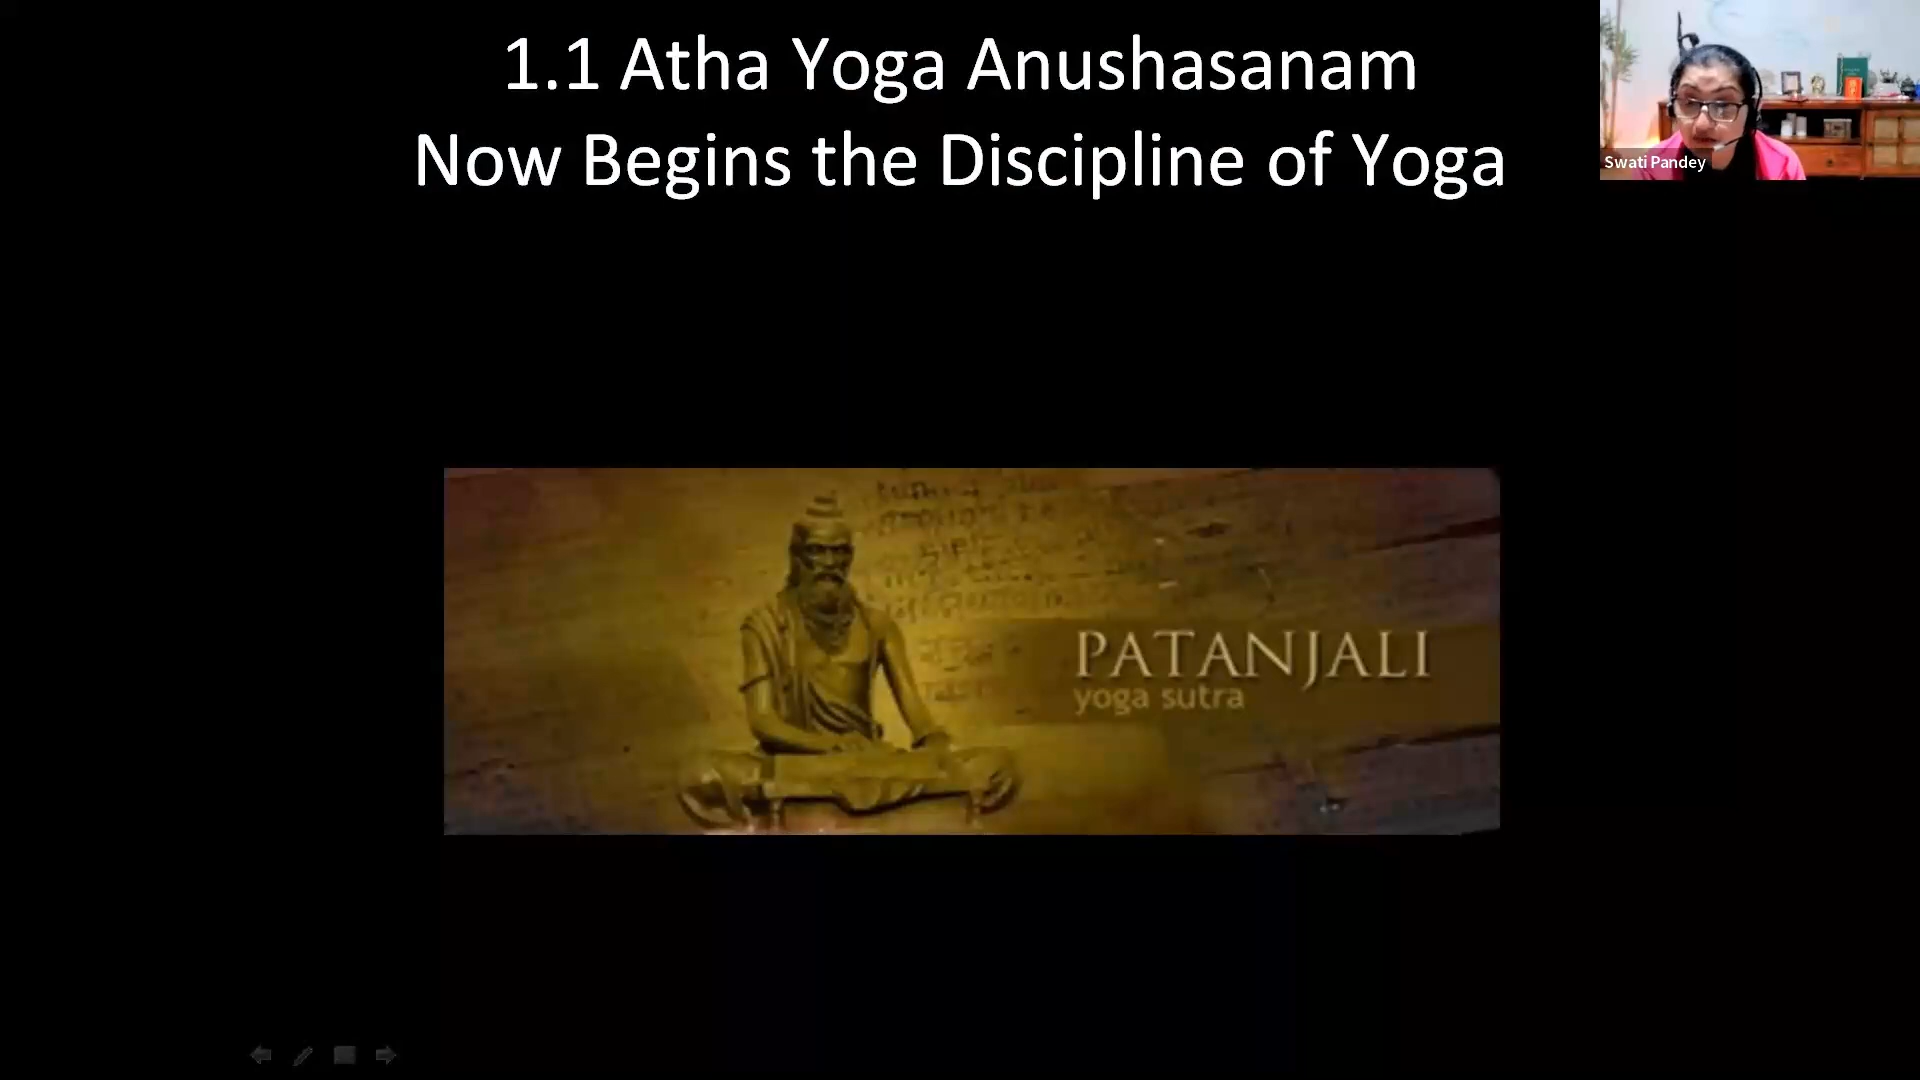 1.1 Atha Yoga Anushasanam
Now Begins the Discipline of Yoga
Swati Pandey
PATANJALI
yoga sutra